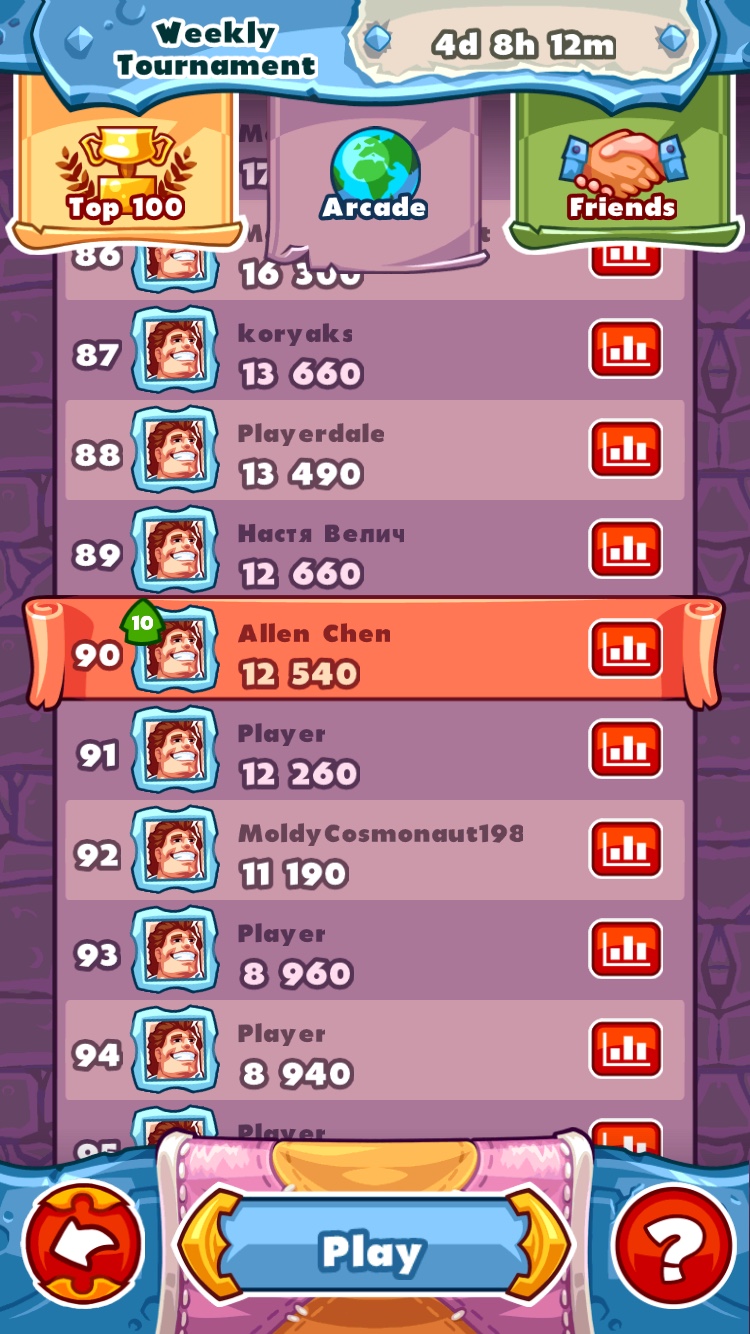 Weekly
Tournament
4d 8h 12m
Top 100
Arcade
Friends
86
16 300
87
koryaks
13 660
88
Playerdale
13 490
89
Настя Велич
12 660
10
90
Allen Chen
12 540
91
Player
12 260
92
MoldyCosmonaut198
11 190
93
Player
8 960
94
Player
8 940
95
Player
Play
?